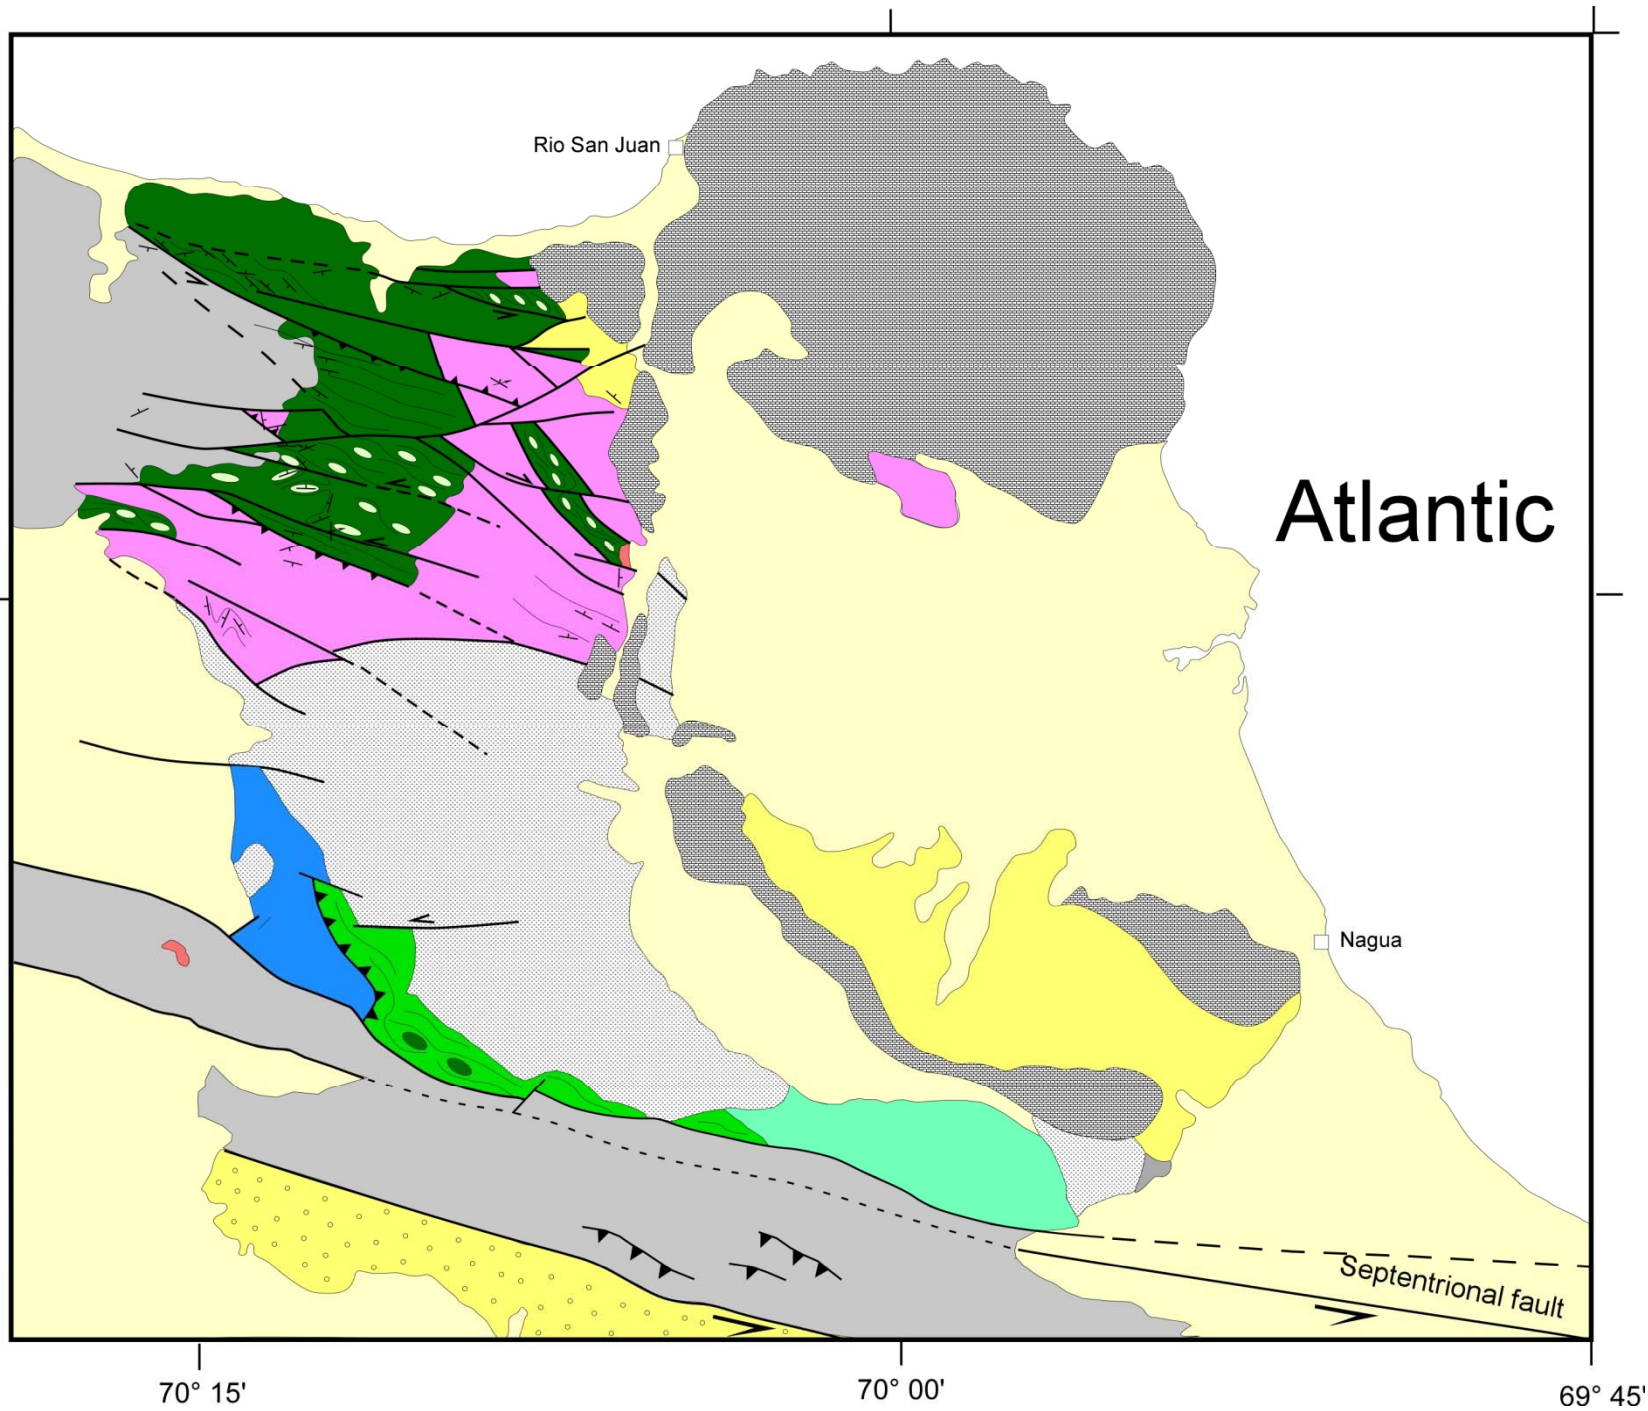 Rio San Juan
Atlantic
Nagua
Septentrional fault
70° 15'
70° 00'
69° 45'